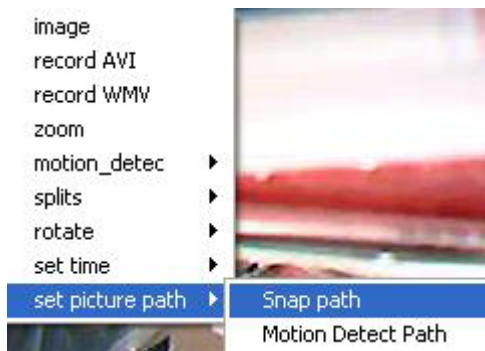 image
record AVI
record WMV
zoom
motion_detec
splits
rotate
set time
set picture path
Snap path
Motion Detect Path